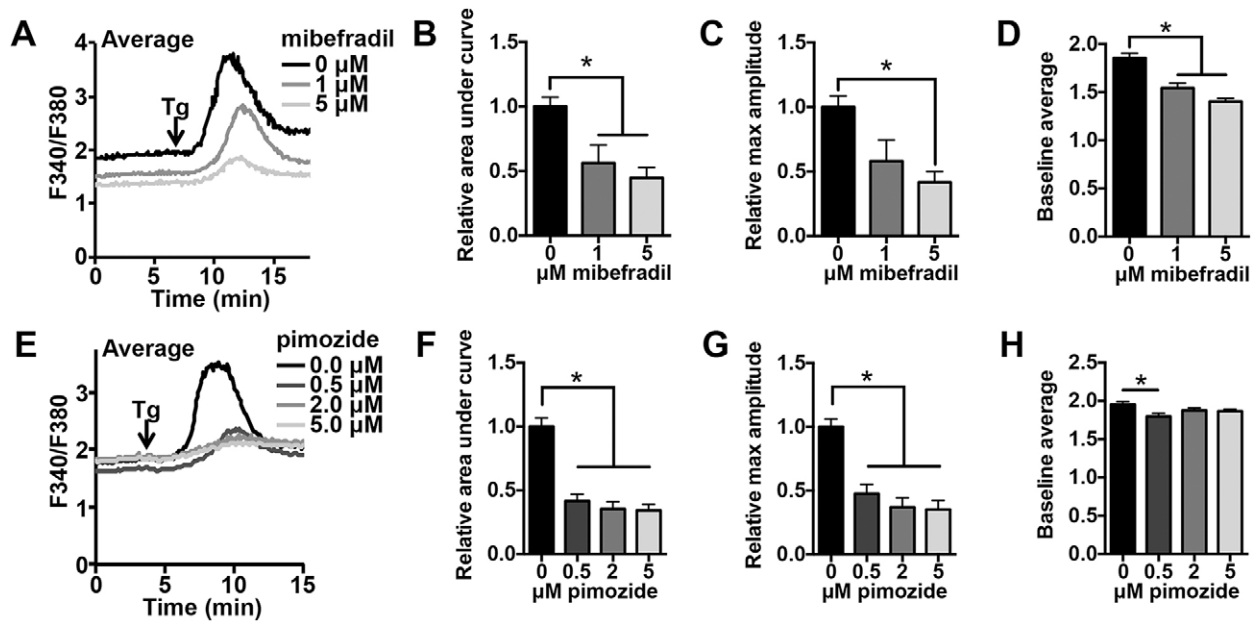 A
Average
mibefradil
0 µM
1 µM
5 µM
Tg
F340/F380
4
3
2
1
0
0 5 10 15
Time (min)
B
Relative area under curve
1.5
1.0
0.5
0.0
*
0 1 5
µM mibefradil
C
Relative max amplitude
1.5
1.0
0.5
0.0
*
0 1 5
µM mibefradil
D
Baseline average
2.0
1.5
1.0
0.5
0.0
*
0 1 5
µM mibefradil
E
Average
pimozide
0.0 µM
0.5 µM
2.0 µM
5.0 µM
Tg
F340/F380
3
2
1
0
0 5 10 15
Time (min)
F
Relative area under curve
1.5
1.0
0.5
0.0
*
0 0.5 2 5
µM pimozide
G
Relative max amplitude
1.5
1.0
0.5
0.0
*
0 0.5 2 5
µM pimozide
H
Baseline average
2.5
2.0
1.5
1.0
0.5
0.0
*
0 0.5 2 5
µM pimozide